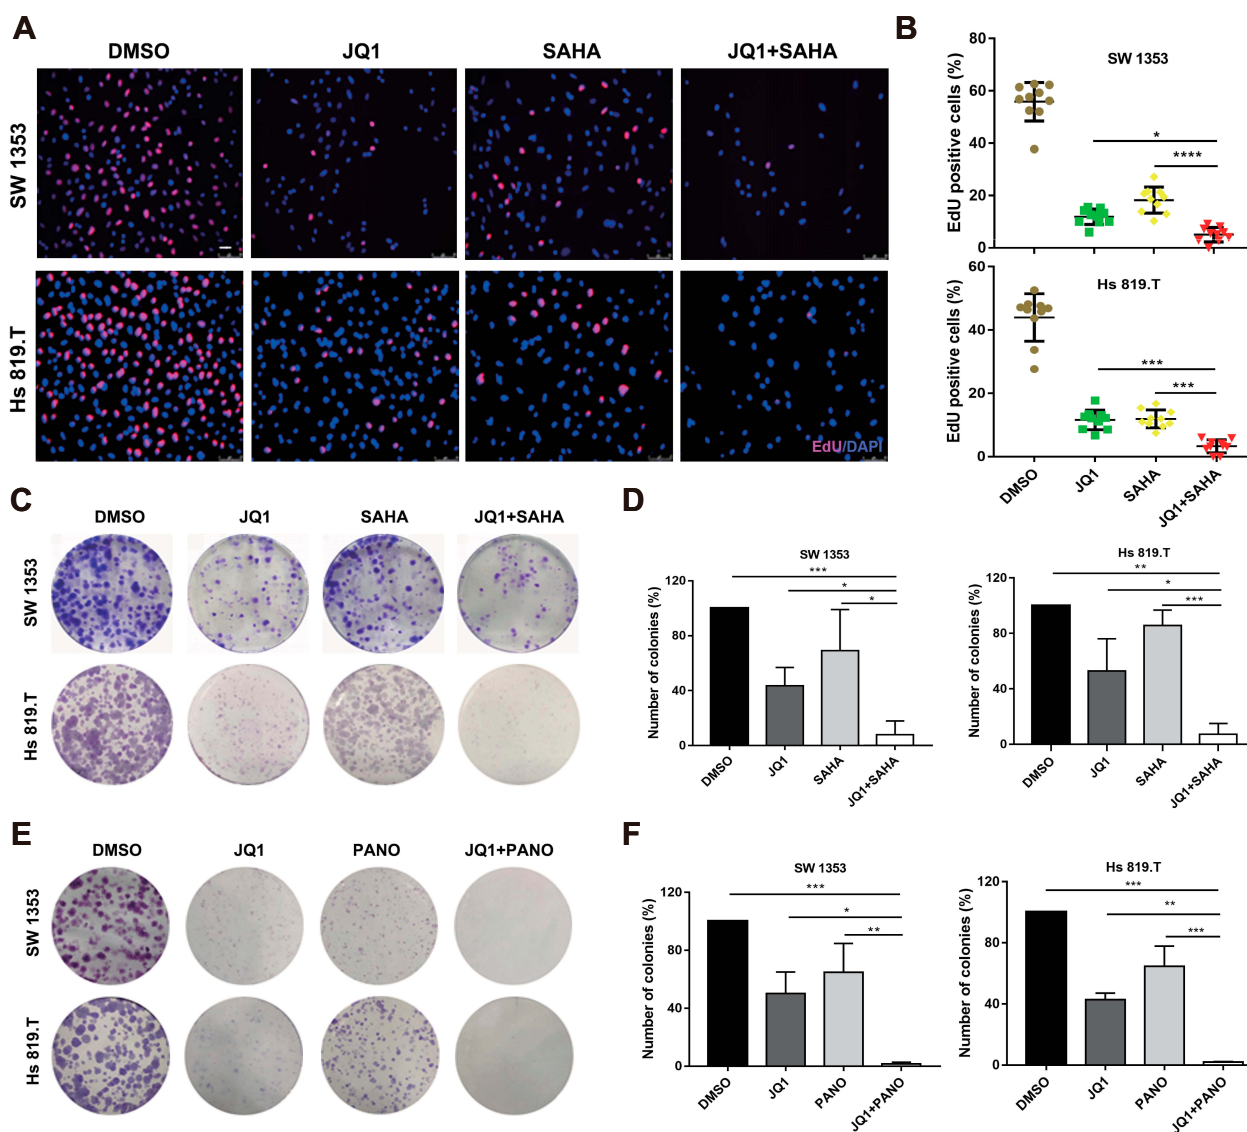 A
DMSO JQ1 SAHA JQ1+SAHA
SW 1353
Hs 819.T
EdU/DAPI
B
SW 1353
EdU positive cells (%)
80
60
40
20
0
*
****
Hs 819.T
EdU positive cells (%)
60
40
20
0
***
***
DMSO JQ1 SAHA JQ1+SAHA
C
DMSO JQ1 SAHA JQ1+SAHA
SW 1353
Hs 819.T
D
SW 1353
Number of colonies (%)
120
80
40
0
***
*
*
DMSO JQ1 SAHA JQ1+SAHA
Hs 819.T
Number of colonies (%)
120
80
40
0
**
*
***
DMSO JQ1 SAHA JQ1+SAHA
E
DMSO JQ1 PANO JQ1+PANO
SW 1353
Hs 819.T
F
SW 1353
Number of colonies (%)
120
80
40
0
***
*
**
DMSO JQ1 PANO JQ1+PANO
Hs 819.T
Number of colonies (%)
120
80
40
0
***
**
***
DMSO JQ1 PANO JQ1+PANO